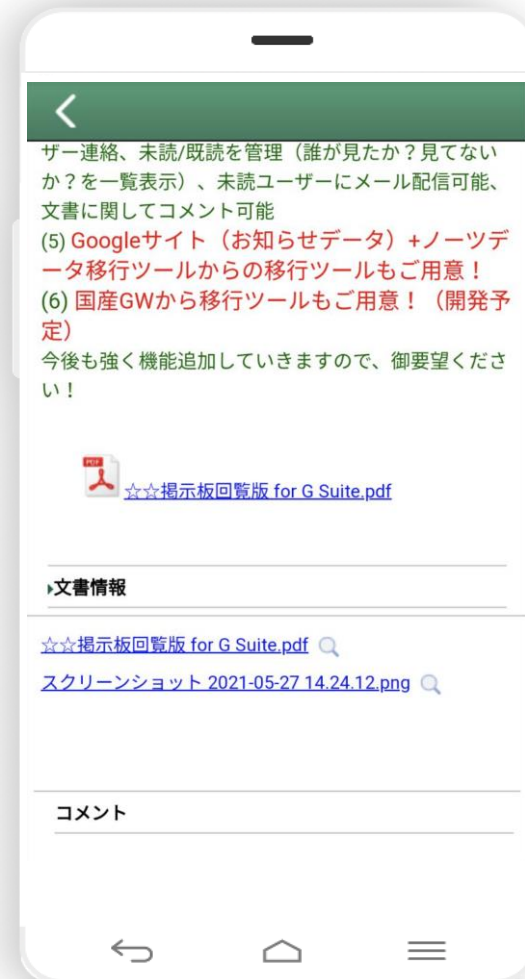 ザー連絡、未読/既読を管理（誰が見たか？見てない
か？を一覧表示）、未読ユーザーにメール配信可能、
文書に関してコメント可能
(5) Googleサイト（お知らせデータ）+ノーツデ
ータ移行ツールからの移行ツールもご用意！
(6) 国産GWから移行ツールもご用意！（開発予
定）
今後も強く機能追加していきますので、御要望くださ
い！
PDF
☆☆掲示板回覧版 for G Suite.pdf
文書情報
☆☆掲示板回覧版 for G Suite.pdf
スクリーンショット 2021-05-27 14.24.12.png
コメント